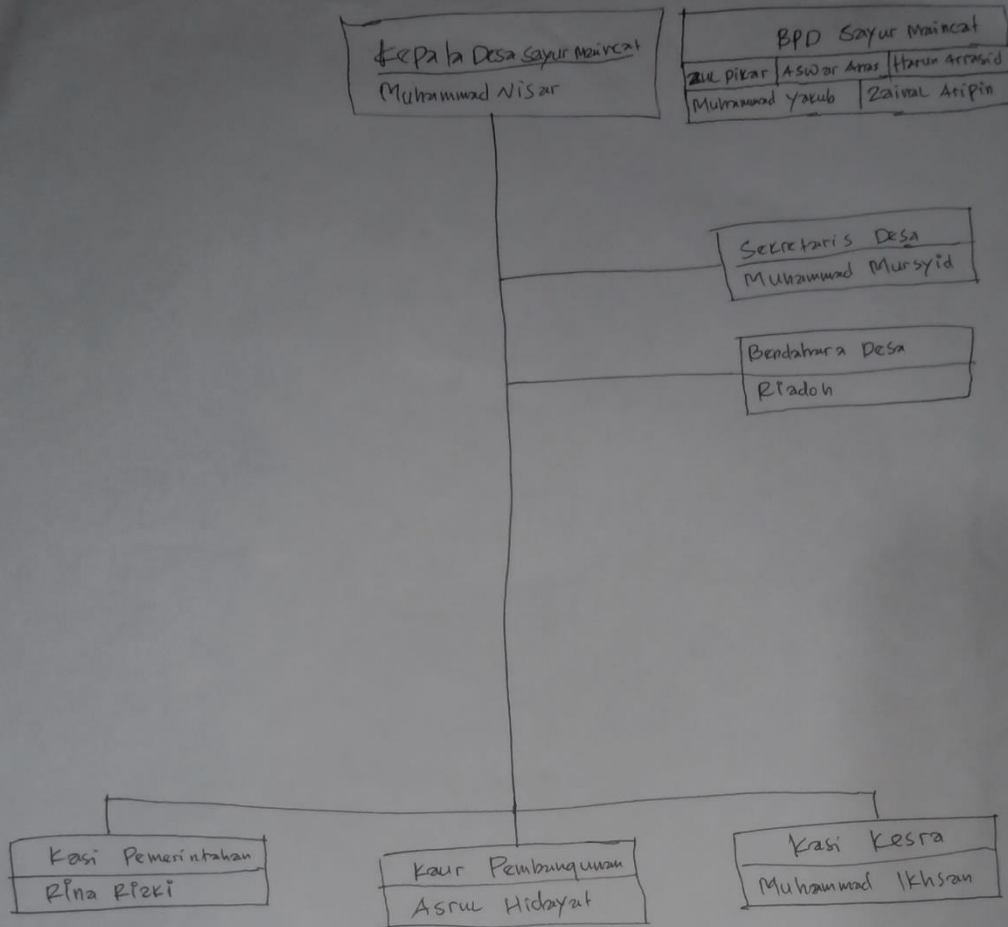 Kepala Desa Sayur Maincat
Muhammad Nisar
BPD Sayur Maincat
Zul Pikar Aswar Anas Harun Arrasid
Muhammad Yakub Zainal Aripin
Sekretaris Desa
Muhammad Mursyid
Bendahara Desa
Riadoh
Kasi Pemerintahan
Rina Rizki
Kaur Pembangunan
Asrul Hidayat
Kasi Kesra
Muhammad Ikhsan